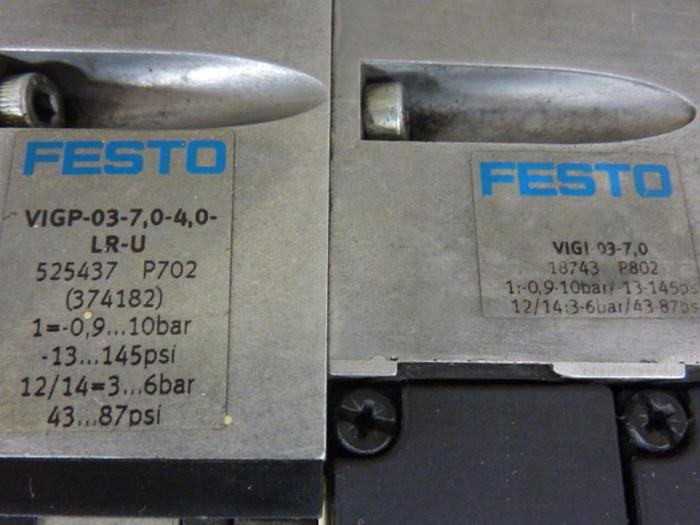 FESTO
VIGP-03-7,0-4,0-
LR-U
525437 P702
(374182)
1=-0,9...10bar
-13...145psi
12/14=3...6bar
43...87psi
FESTO
VIGI-03-7,0
18743 P802
1:-0,9-10bar/-13-145psi
12/14:3-6bar/43-87psi